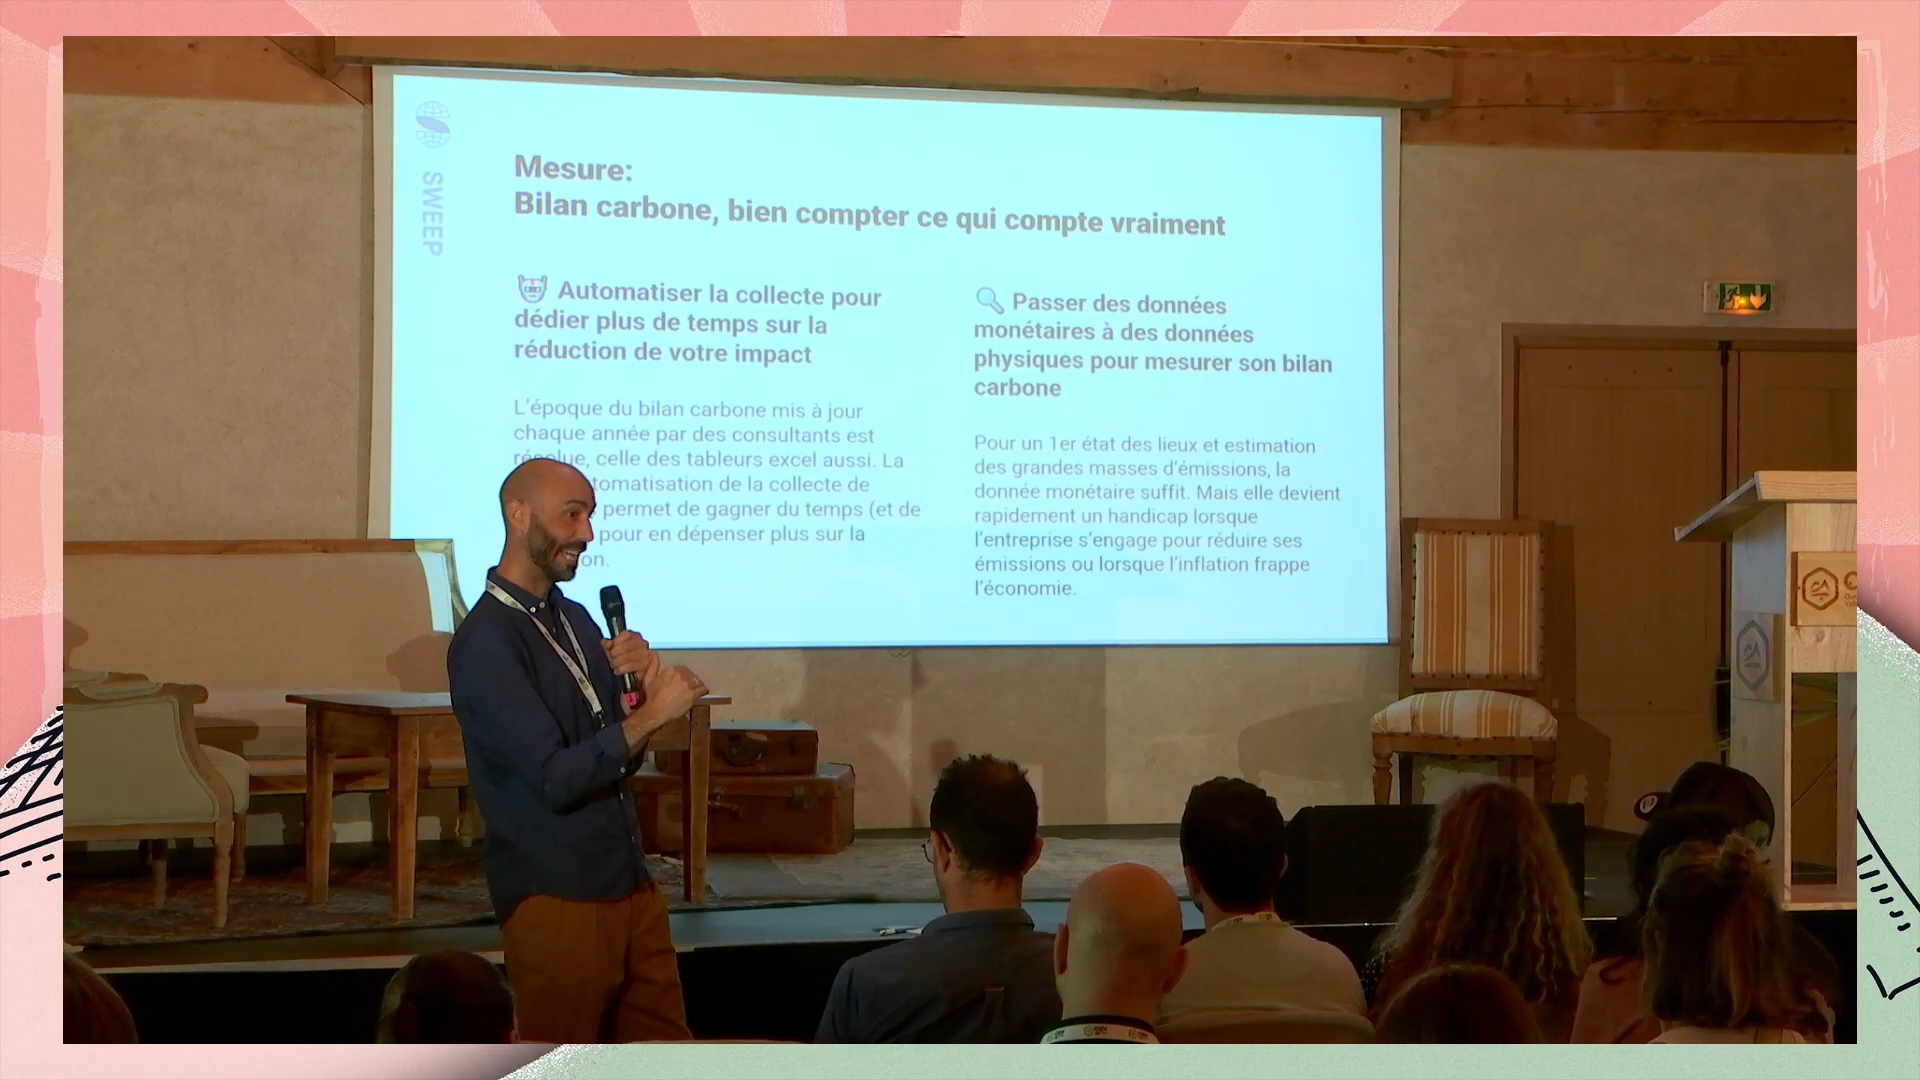 SWEEP
Mesure:
Bilan carbone, bien compter ce qui compte vraiment
Automatiser la collecte pour
dédier plus de temps sur la
réduction de votre impact
L'époque du bilan carbone mis à jour
chaque année par des consultants est
celle des tableurs excel aussi. La
de la collecte de
permet de gagner du temps (et de
pour en dépenser plus sur la
Passer des données
monétaires à des données
physiques pour mesurer son bilan
carbone
Pour un 1er état des lieux et estimation
des grandes masses d'émissions, la
donnée monétaire suffit. Mais elle devient
rapidement un handicap lorsque
l'entreprise s'engage pour réduire ses
émissions ou lorsque l'inflation frappe
l'économie.